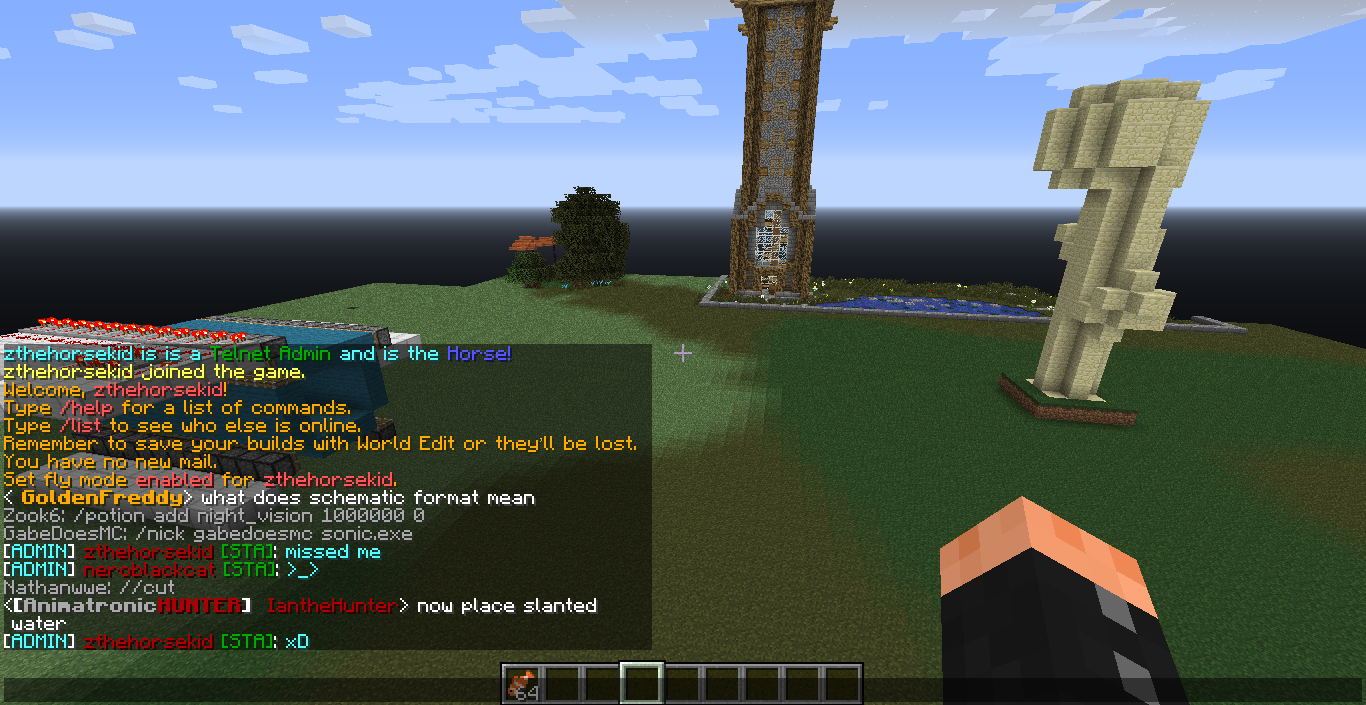 zthehorsekid is is a Telnet Admin and is the Horse!
zthehorsekid joined the game.
Welcome, zthehorsekid!
Type /help for a list of commands.
Type /list to see who else is online.
Remember to save your builds with World Edit or they'll be lost.
You have no new mail.
Set fly mode enabled for zthehorsekid.
< GoldenFreddy> what does schematic format mean
Zook6: /potion add night_vision 1000000 0
GabeDoesMC: /nick gabedoesmc sonic.exe
[ADMIN] zthehorsekid [STA]: missed me
[ADMIN] neroblackcat [STA]: >_>
Nathanwwe: //cut
<[AnimatronicHUNTER] IantheHunter> now place slanted
water
[ADMIN] zthehorsekid [STA]: xD
64